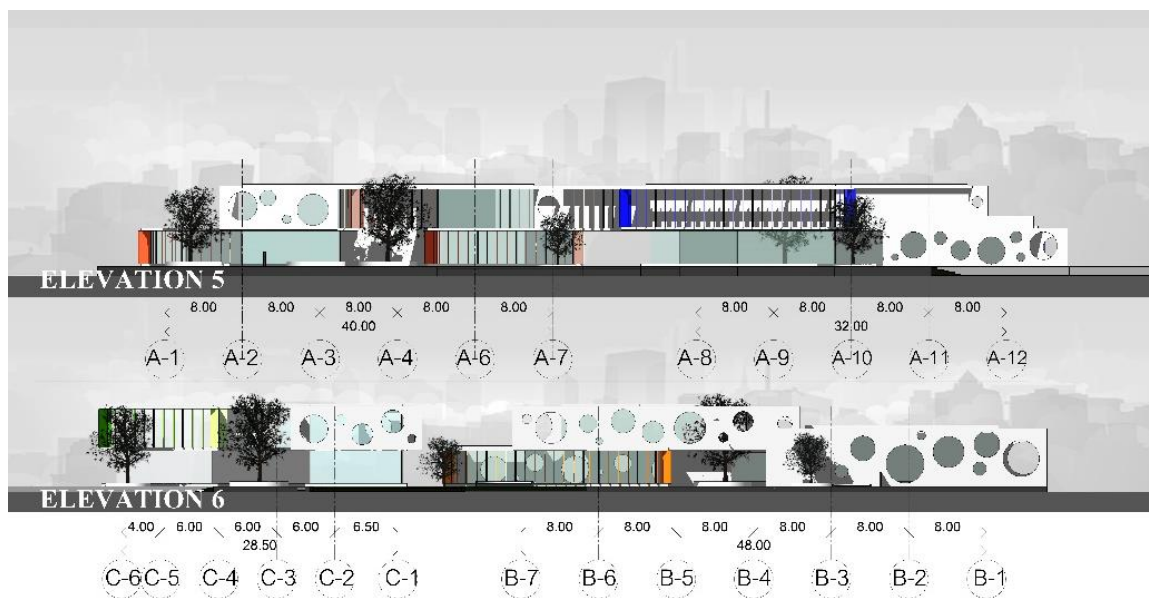 ELEVATION 5
8.00 8.00 8.00 8.00 8.00 8.00 8.00 8.00 8.00
40.00 32.00
A-1 A-2 A-3 A-4 A-6 A-7 A-8 A-9 A-10 A-11 A-12
ELEVATION 6
4.00 6.00 6.00 6.00 6.50 8.00 8.00 8.00 8.00 8.00 8.00
28.50 48.00
C-6 C-5 C-4 C-3 C-2 C-1 B-7 B-6 B-5 B-4 B-3 B-2 B-1